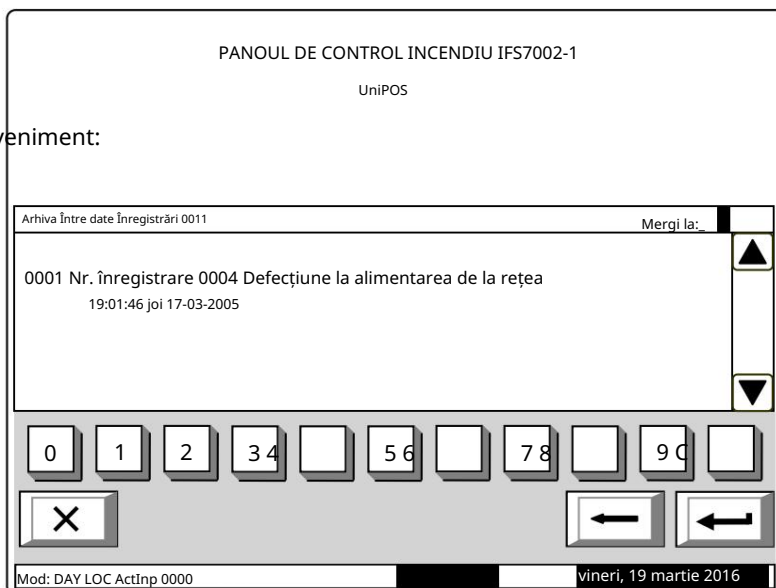 PANOUL DE CONTROL INCENDIU IFS7002-1
UniPOS
veniment:
Arhiva Între date Înregistrări 0011 Mergi la:_
0001 Nr. înregistrare 0004 Defecțiune la alimentarea de la rețea
19:01:46 joi 17-03-2005
0 1 2 3 4 5 6 7 8 9 C
Mod: DAY LOC ActInp 0000 vineri, 19 martie 2016